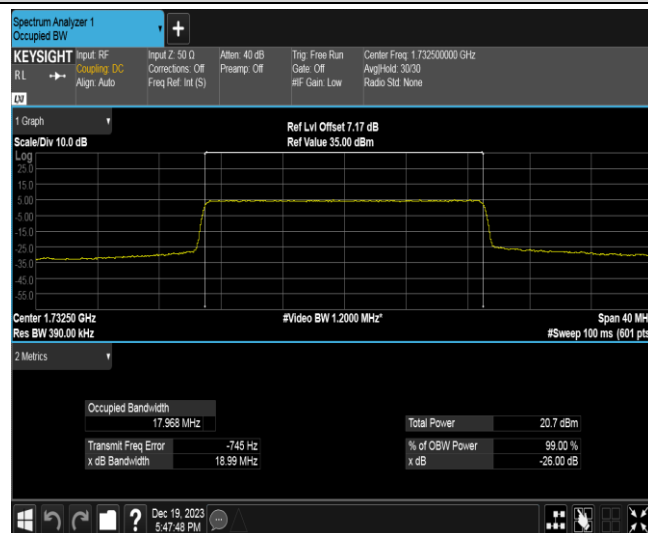 Spectrum Analyzer 1
Occupied BW
+
KEYSIGHT Input: RF Input Z: 50 Ω Atten: 40 dB Trig: Free Run Center Freq: 1.732500000 GHz
RL Coupling: DC Corrections: Off Preamp: Off Gate: Off Avg|Hold: 30/30
Align: Auto Freq Ref: Int (S) #IF Gain: Low Radio Std: None
LXI
1 Graph
Ref Lvl Offset 7.17 dB
Scale/Div 10.0 dB Ref Value 35.00 dBm
Log
25.0
15.0
5.00
-5.00
-15.0
-25.0
-35.0
-45.0
-55.0
Center 1.73250 GHz #Video BW 1.2000 MHz* Span 40 MH
Res BW 390.00 kHz #Sweep 100 ms (601 pts
2 Metrics
Occupied Bandwidth
17.968 MHz Total Power 20.7 dBm
Transmit Freq Error -745 Hz % of OBW Power 99.00 %
x dB Bandwidth 18.99 MHz x dB -26.00 dB
? Dec 19, 2023
5:47:48 PM